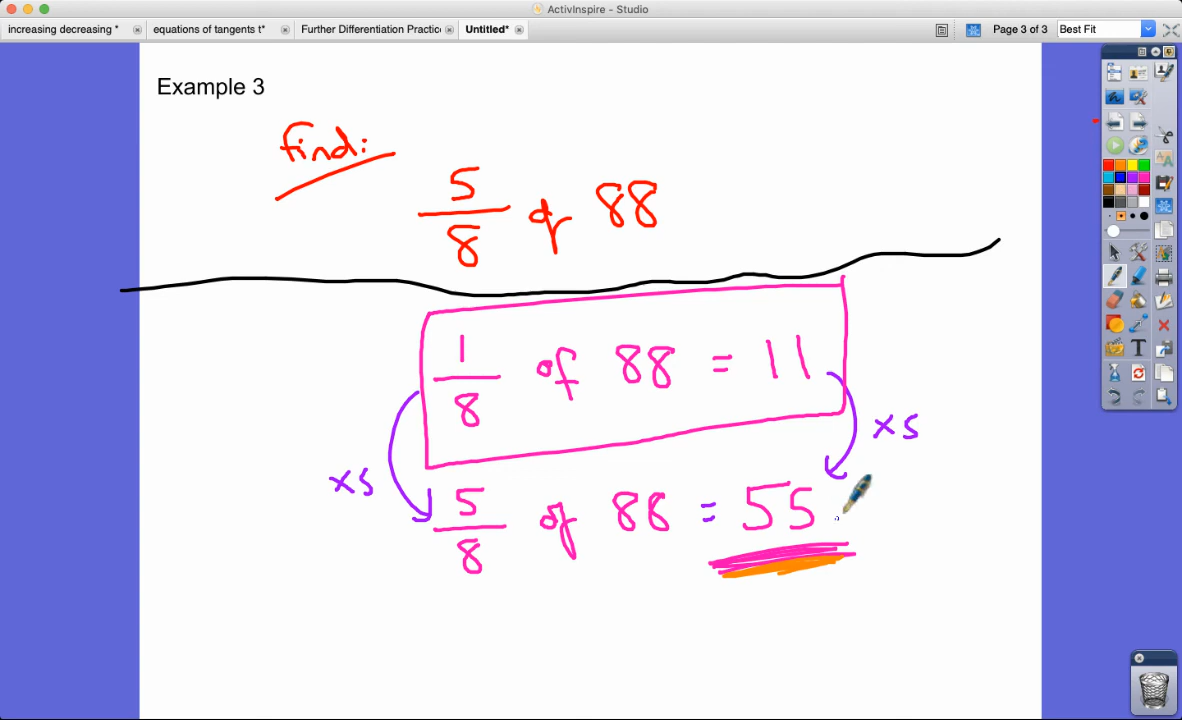 ActivInspire - Studio
increasing decreasing * equations of tangents t* Further Differentiation Practic Untitled* Page 3 of 3 Best Fit
Example 3
find:
5/8 of 88
1/8 of 88 = 11
x5
x5
5/8 of 88 = 55